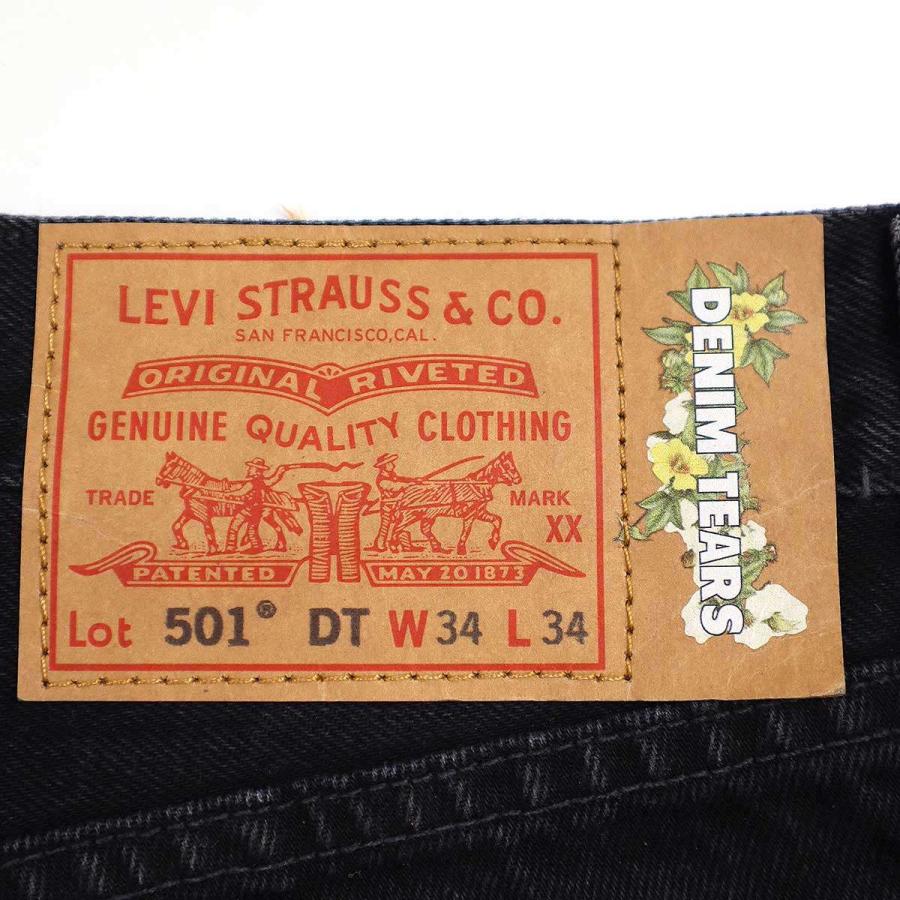 LEVI STRAUSS & CO.
SAN FRANCISCO, CAL.
ORIGINAL RIVETED
GENUINE QUALITY CLOTHING
TRADE MARK
XX
PATENTED MAY 20 1873
Lot 501® DT W 34 L 34
DENIM TEARS